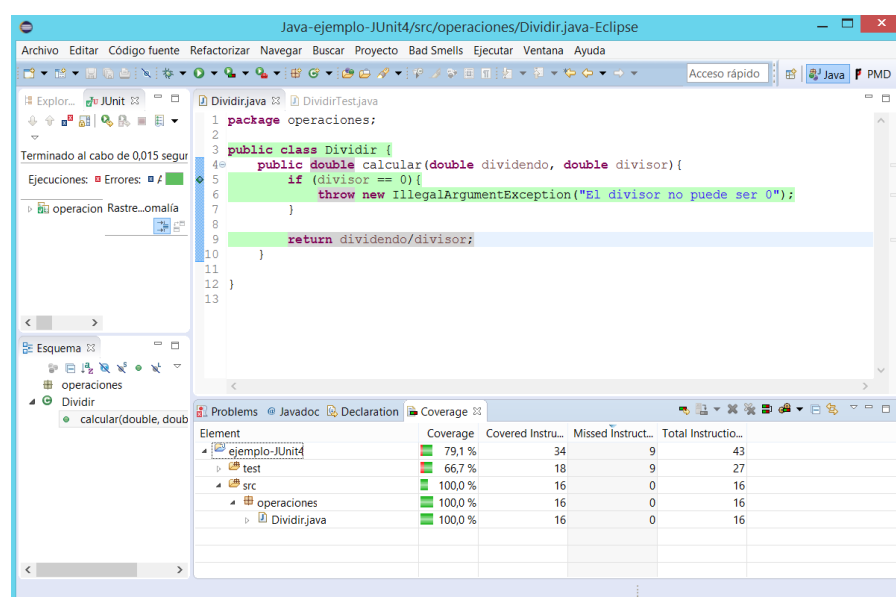 Java-ejemplo-JUnit4/src/operaciones/Dividir.java-Eclipse
Archivo Editar Código fuente Refactorizar Navegar Buscar Proyecto Bad Smells Ejecutar Ventana Ayuda
Acceso rápido Java PMD
Explor... JUnit
Dividir.java DividirTest.java
Terminado al cabo de 0,015 segur
Ejecuciones: Errores:
operacion Rastre...omalía
1 package operaciones;
2
3 public class Dividir {
4 public double calcular(double dividendo, double divisor){
5 if (divisor == 0){
6 throw new IllegalArgumentException("El divisor no puede ser 0");
7 }
8
9 return dividendo/divisor;
10 }
11
12 }
13
Esquema
operaciones
Dividir
calcular(double, doub
Problems Javadoc Declaration Coverage
Element Coverage Covered Instru... Missed Instruct... Total Instructio...
ejemplo-JUnit4 79,1 % 34 9 43
test 66,7 % 18 9 27
src 100,0 % 16 0 16
operaciones 100,0 % 16 0 16
Dividir.java 100,0 % 16 0 16